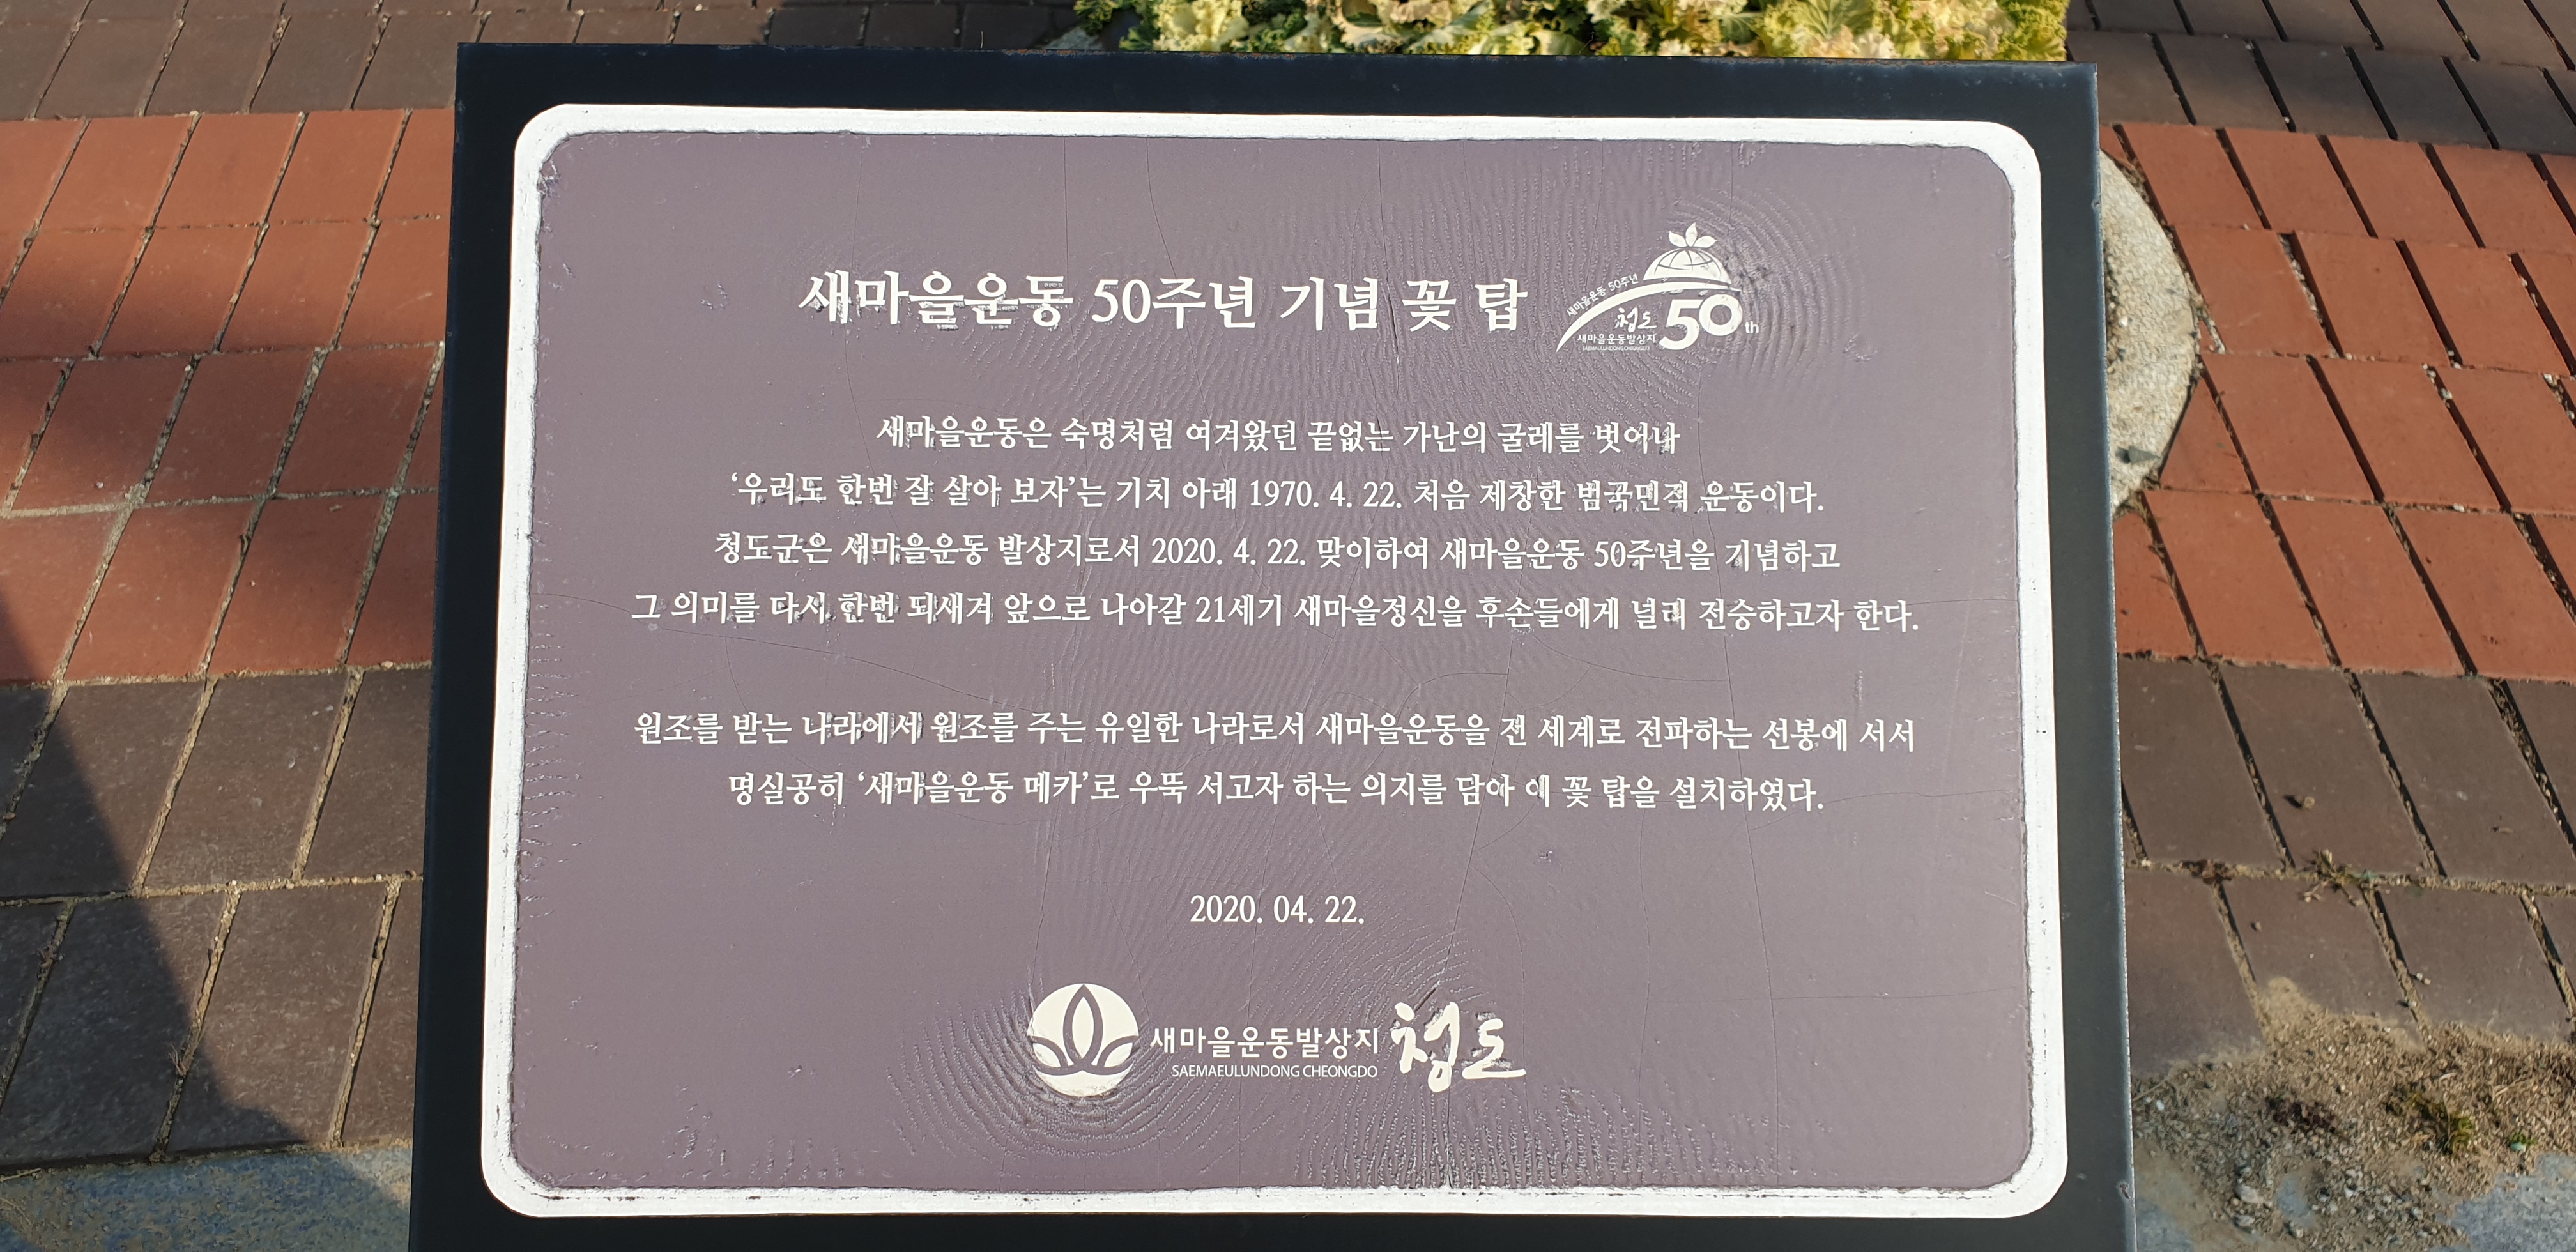 새마을운동 50주년 기념 꽃 탑
새마을운동 50주년
청도
50th
새마을운동발상지
SAEMAEULUNDONG CHEONGDO
새마을운동은 숙명처럼 여겨왔던 끝없는 가난의 굴레를 벗어나
‘우리도 한번 잘 살아 보자’는 기치 아래 1970. 4. 22. 처음 제창한 범국민적 운동이다.
청도군은 새마을운동 발상지로서 2020. 4. 22. 맞이하여 새마을운동 50주년을 기념하고
그 의미를 다시 한번 되새겨 앞으로 나아갈 21세기 새마을정신을 후손들에게 널리 전승하고자 한다.
원조를 받는 나라에서 원조를 주는 유일한 나라로서 새마을운동을 전 세계로 전파하는 선봉에 서서
명실공히 ‘새마을운동 메카’로 우뚝 서고자 하는 의지를 담아 이 꽃 탑을 설치하였다.
2020. 04. 22.
새마을운동발상지 청도
SAEMAEULUNDONG CHEONGDO